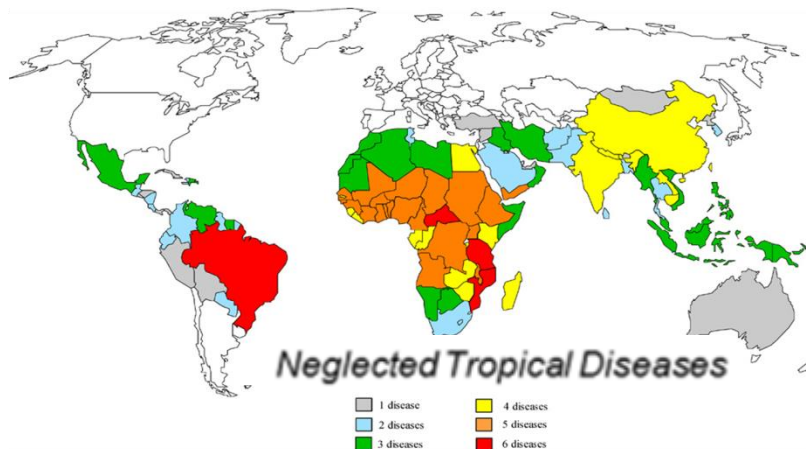 Neglected Tropical Diseases
1 disease
2 diseases
3 diseases
4 diseases
5 diseases
6 diseases